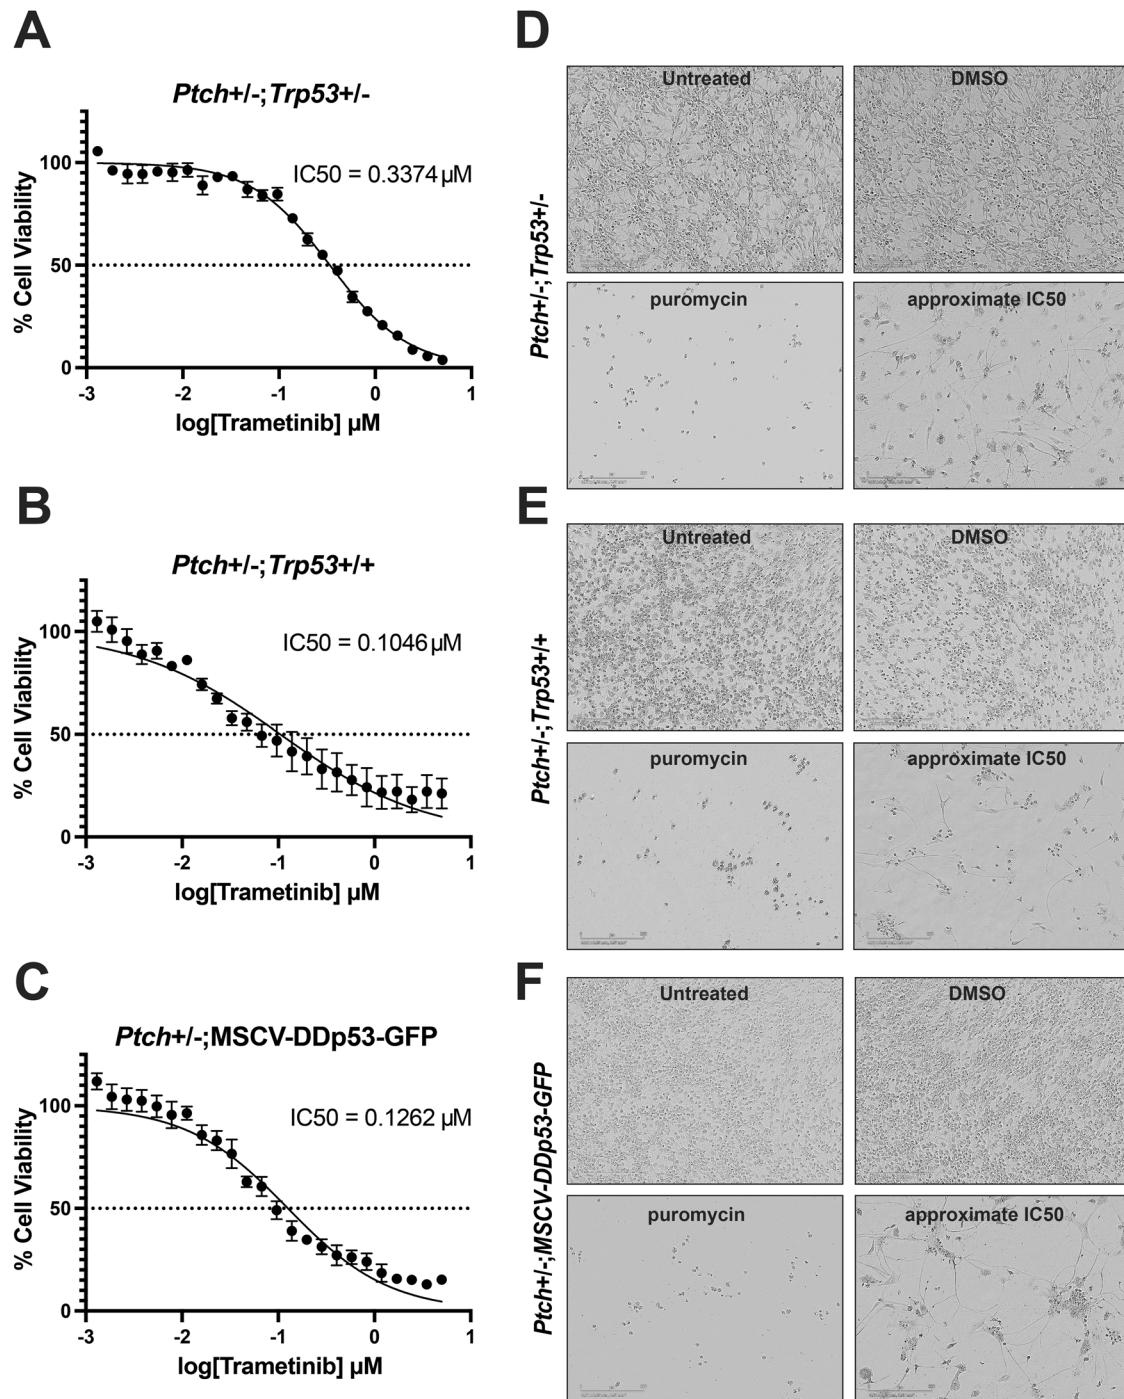 A
Ptch+/-;Trp53+/-
% Cell Viability
100
50
0
IC50 = 0.3374 µM
-3 -2 -1 0 1
log[Trametinib] µM
B
Ptch+/-;Trp53+/+
% Cell Viability
100
50
0
IC50 = 0.1046 µM
-3 -2 -1 0 1
log[Trametinib] µM
C
Ptch+/-;MSCV-DDp53-GFP
% Cell Viability
100
50
0
IC50 = 0.1262 µM
-3 -2 -1 0 1
log[Trametinib] µM
D
Ptch+/-;Trp53+/-
Untreated
DMSO
puromycin
approximate IC50
E
Ptch+/-;Trp53+/+
Untreated
DMSO
puromycin
approximate IC50
F
Ptch+/-;MSCV-DDp53-GFP
Untreated
DMSO
puromycin
approximate IC50